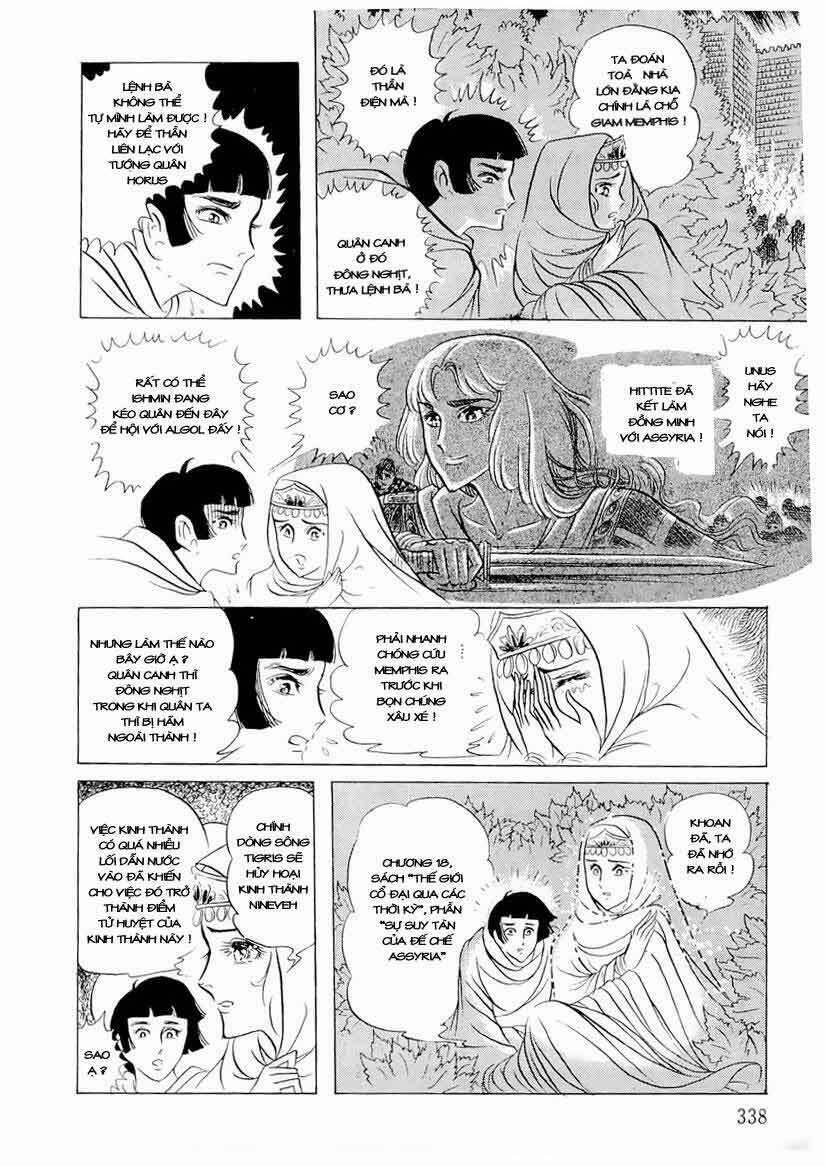 TA ĐOÁN
TOÀ NHÀ
LỚN ĐẰNG KIA
CHÍNH LÀ CHỖ
GIAM MEMPHIS !
ĐÓ LÀ
THẦN
ĐIỆN MÀ !
QUÂN CANH
Ở ĐÓ
ĐÔNG NGHỊT,
THƯA LỆNH BÀ !
LỆNH BÀ
KHÔNG THỂ
TỰ MÌNH LÀM ĐƯỢC !
HÃY ĐỂ THẦN
LIÊN LẠC VỚI
TƯỚNG QUÂN
HORUS
UNUS
HÃY
NGHE
TA
NÓI !
HITTITE ĐÃ
KẾT LÀM
ĐỒNG MINH
VỚI ASSYRIA !
SAO
CƠ ?
RẤT CÓ THỂ
ISHMIN ĐANG
KÉO QUÂN ĐẾN ĐÂY
ĐỂ HỘI VỚI ALGOL ĐẤY !
PHẢI NHANH
CHÓNG CỨU
MEMPHIS RA
TRƯỚC KHI
BỌN CHÚNG
XÂU XÉ !
NHƯNG LÀM THẾ NÀO
BÂY GIỜ Ạ ?
QUÂN CANH THÌ
ĐÔNG NGHỊT
TRONG KHI QUÂN TA
THÌ BỊ HÃM
NGOÀI THÀNH !
KHOAN
ĐÃ, TA
ĐÃ NHỚ
RA RỒI !
CHƯƠNG 18,
SÁCH "THẾ GIỚI
CỔ ĐẠI QUA CÁC
THỜI KỲ", PHẦN
"SỰ SUY TÀN
CỦA ĐẾ CHẾ
ASSYRIA"
CHÍNH
DÒNG SÔNG
TIGRIS SẼ
HỦY HOẠI
KINH THÀNH
NINEVEH
VIỆC KINH THÀNH
CÓ QUÁ NHIỀU
LỐI DẪN NƯỚC
VÀO ĐÃ KHIẾN
CHO VIỆC ĐÓ TRỞ
THÀNH ĐIỂM
TỬ HUYỆT CỦA
KINH THÀNH NÀY !
SAO
Ạ ?
338